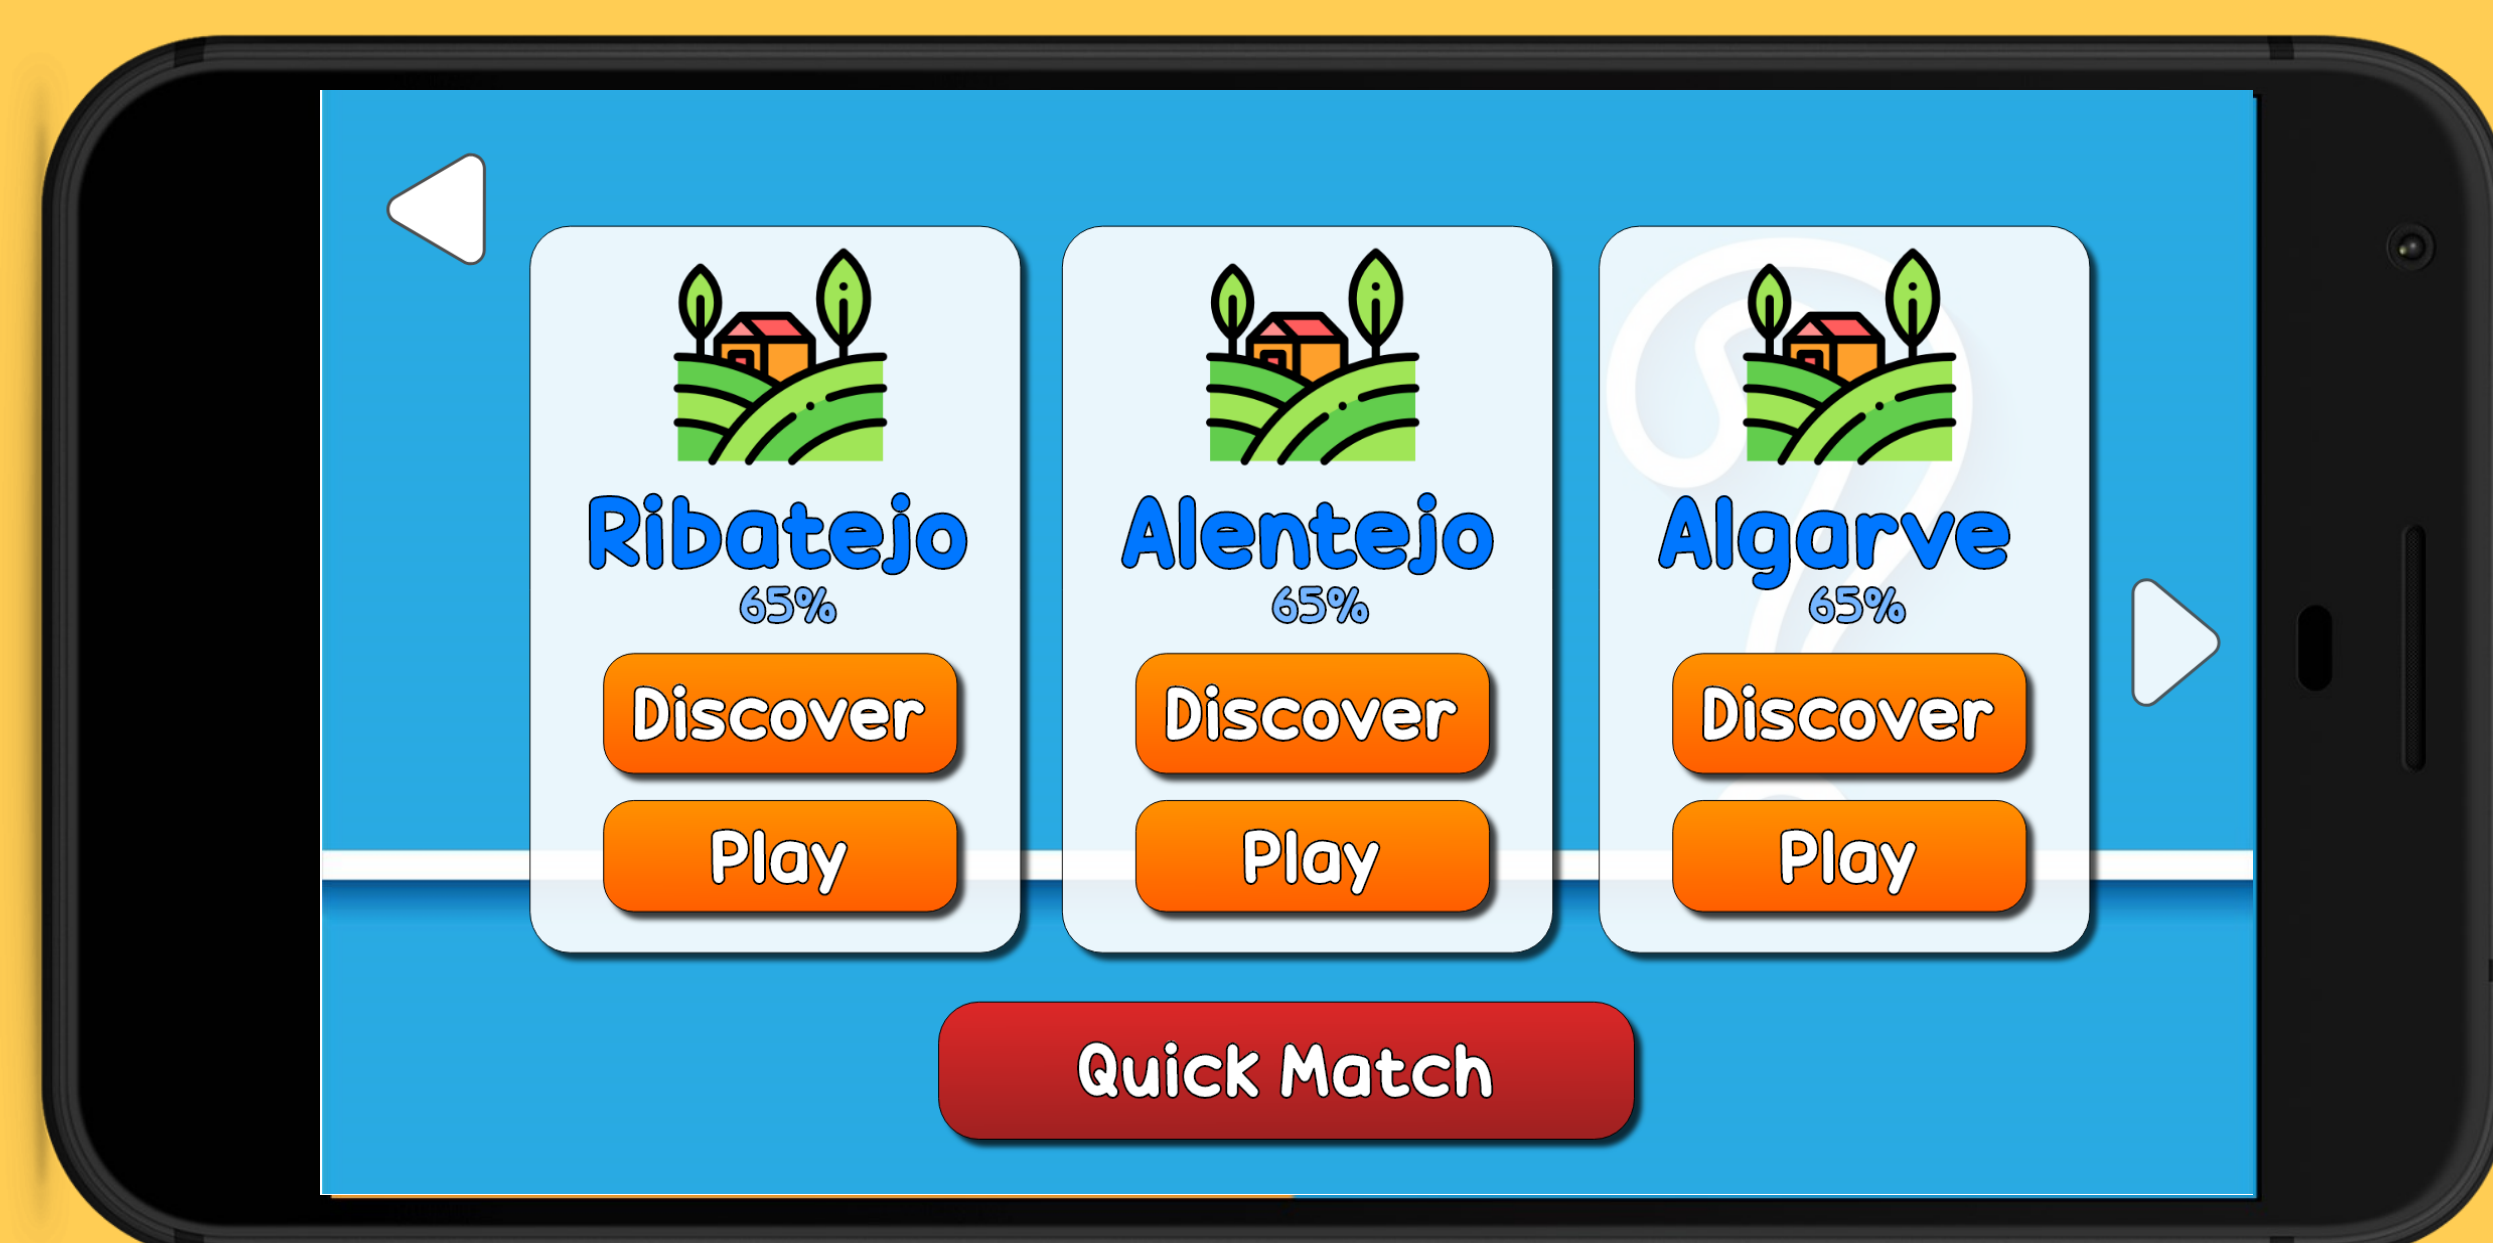 Ribatejo
65%
Discover
Play
Alentejo
65%
Discover
Play
Algarve
65%
Discover
Play
Quick Match